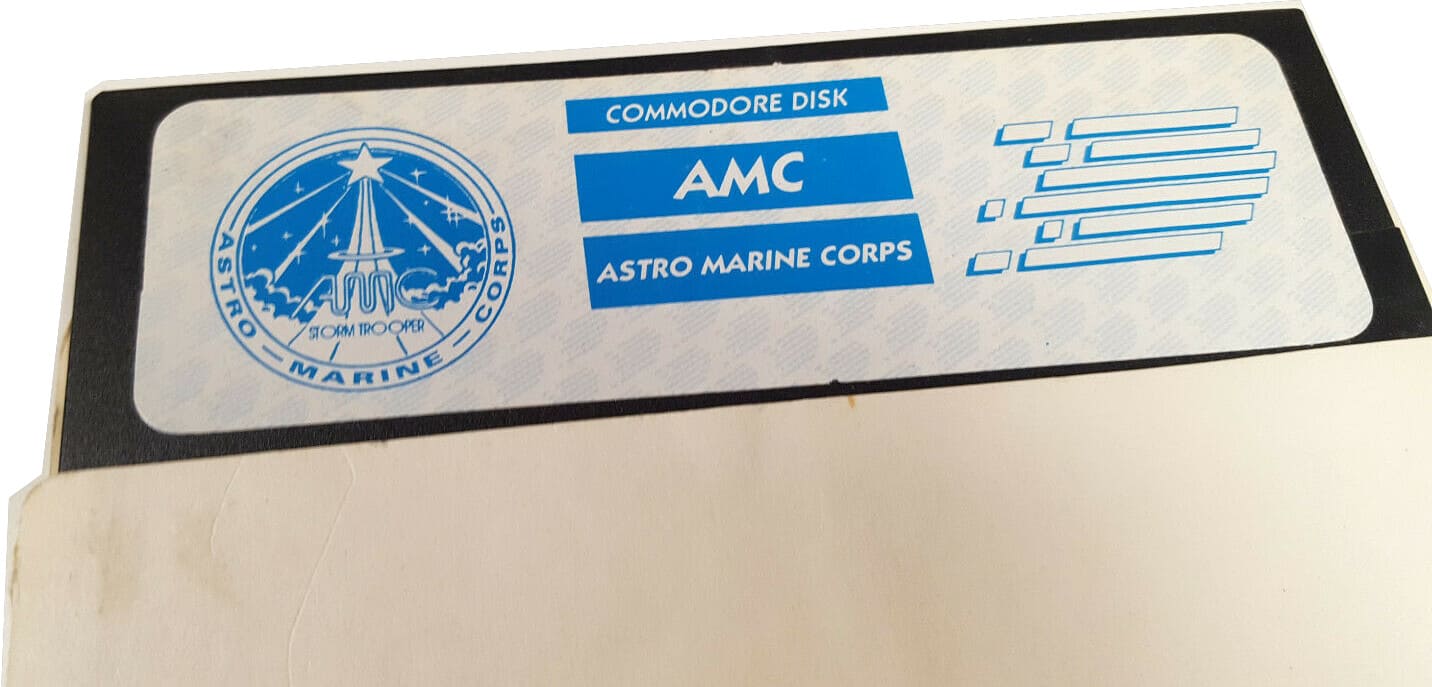 ASTRO — MARINE — CORPS
AMC
STORM TROOPER
COMMODORE DISK
AMC
ASTRO MARINE CORPS